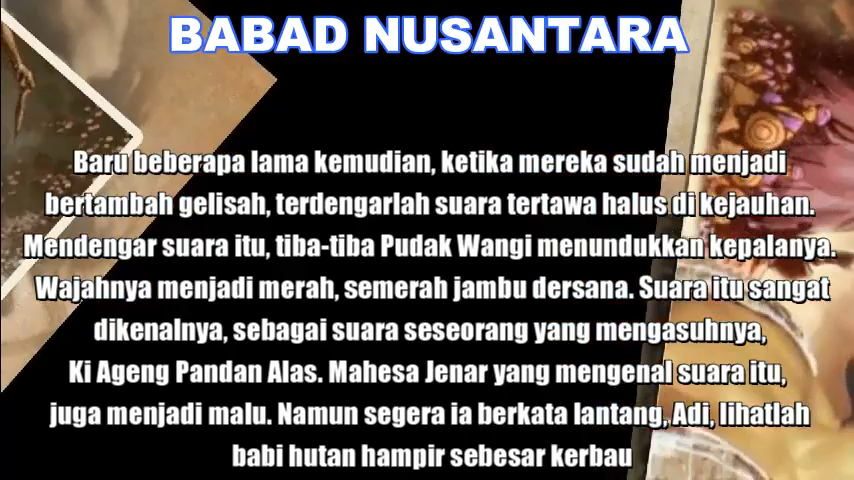 BABAD NUSANTARA
Baru beberapa lama kemudian, ketika mereka sudah menjadi
bertambah gelisah, terdengarlah suara tertawa halus di kejauhan.
Mendengar suara itu, tiba-tiba Pudak Wangi menundukkan kepalanya.
Wajahnya menjadi merah, semerah jambu dersana. Suara itu sangat
dikenalnya, sebagai suara seseorang yang mengasuhnya,
Ki Ageng Pandan Alas. Mahesa Jenar yang mengenal suara itu,
juga menjadi malu. Namun segera ia berkata lantang, Adi, lihatlah
babi hutan hampir sebesar kerbau